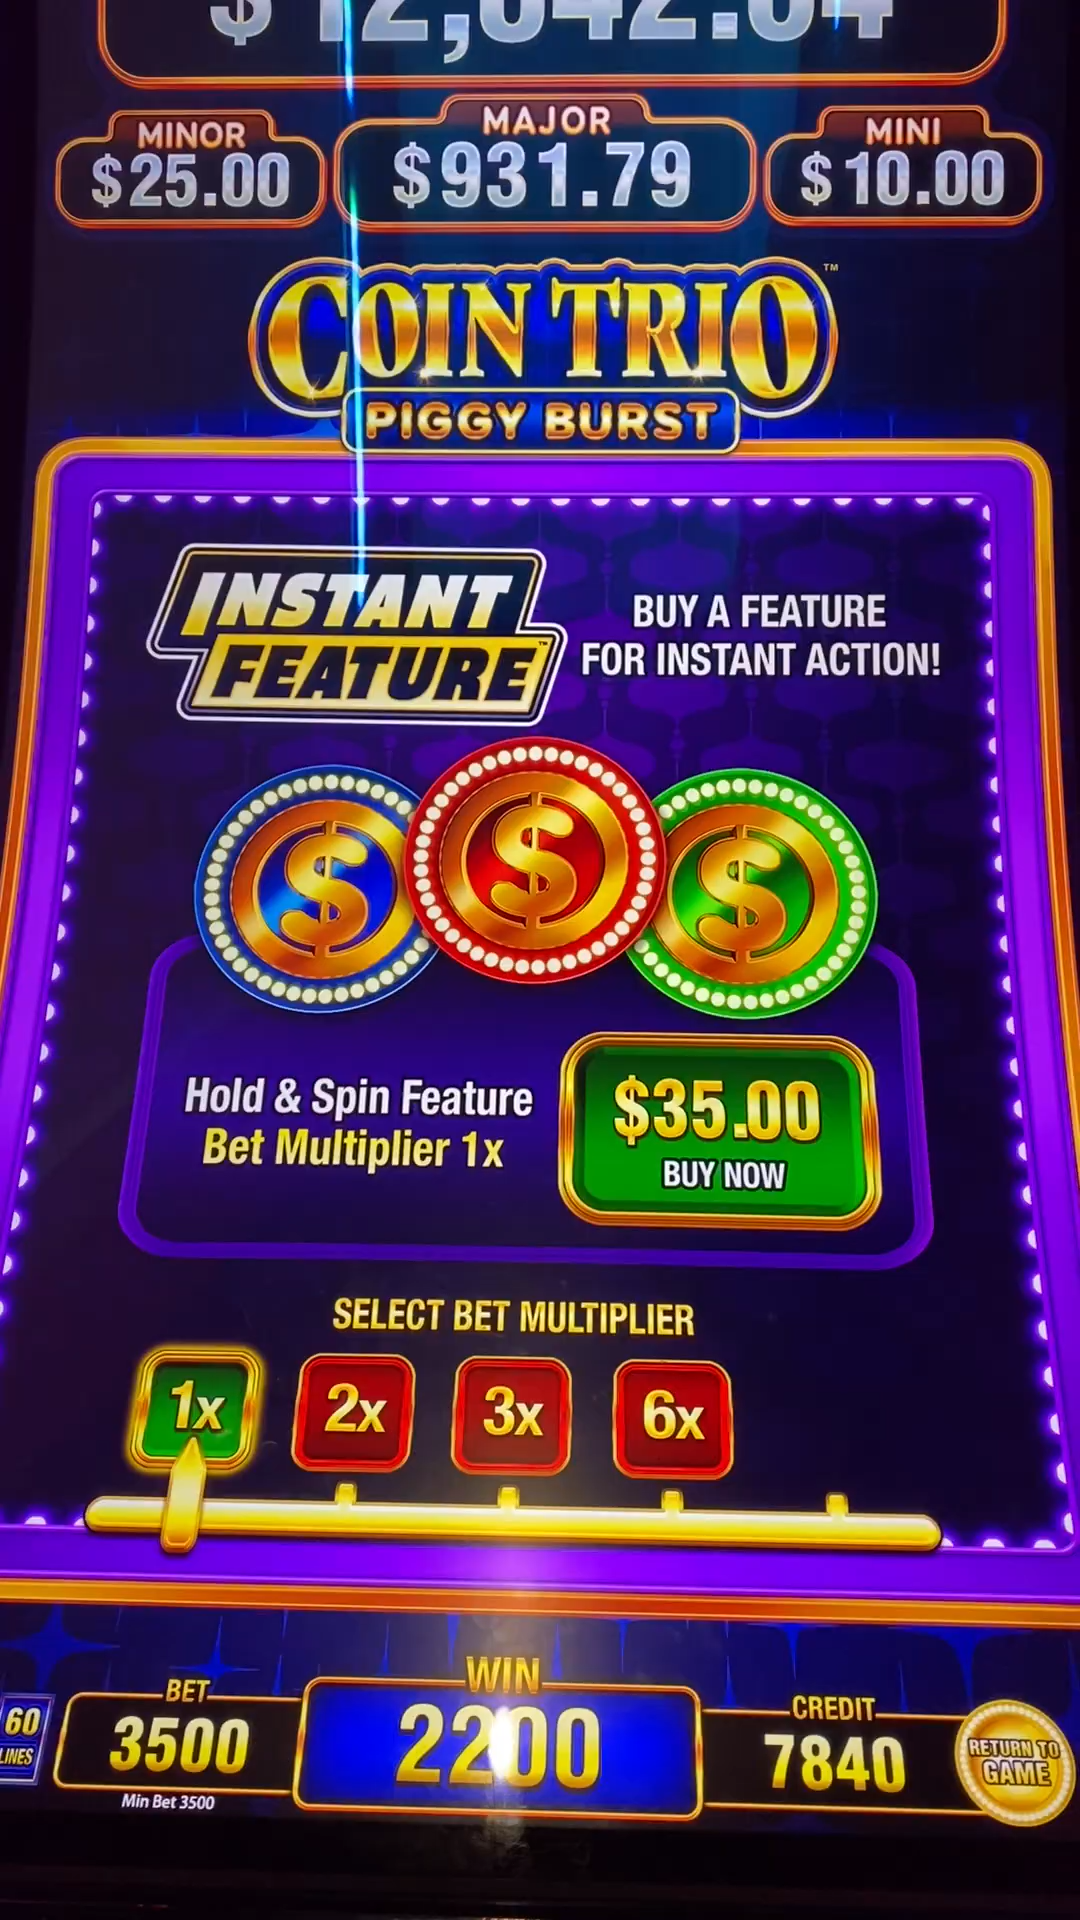 MINOR
$25.00
MAJOR
$931.79
MINI
$10.00
COIN TRIO™
PIGGY BURST
INSTANT
FEATURE™
BUY A FEATURE
FOR INSTANT ACTION!
Hold & Spin Feature
Bet Multiplier 1x
$35.00
BUY NOW
SELECT BET MULTIPLIER
1x
2x
3x
6x
60
LINES
BET
3500
Min Bet 3500
WIN
2200
CREDIT
7840
RETURN TO
GAME